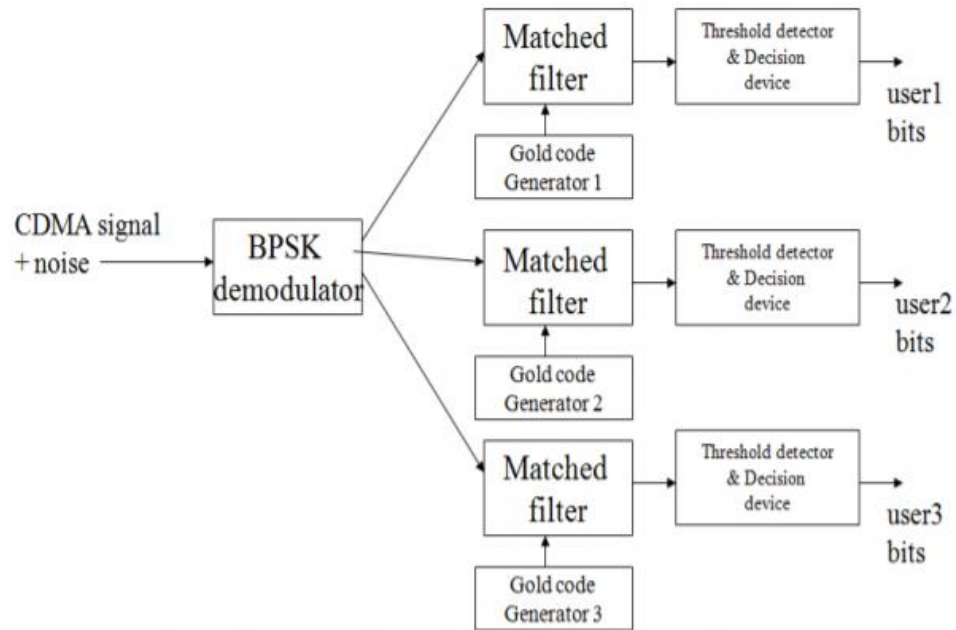 CDMA signal
+ noise
BPSK
demodulator
Matched
filter
Gold code
Generator 1
Threshold detector
& Decision
device
user1
bits
Matched
filter
Gold code
Generator 2
Threshold detector
& Decision
device
user2
bits
Matched
filter
Gold code
Generator 3
Threshold detector
& Decision
device
user3
bits